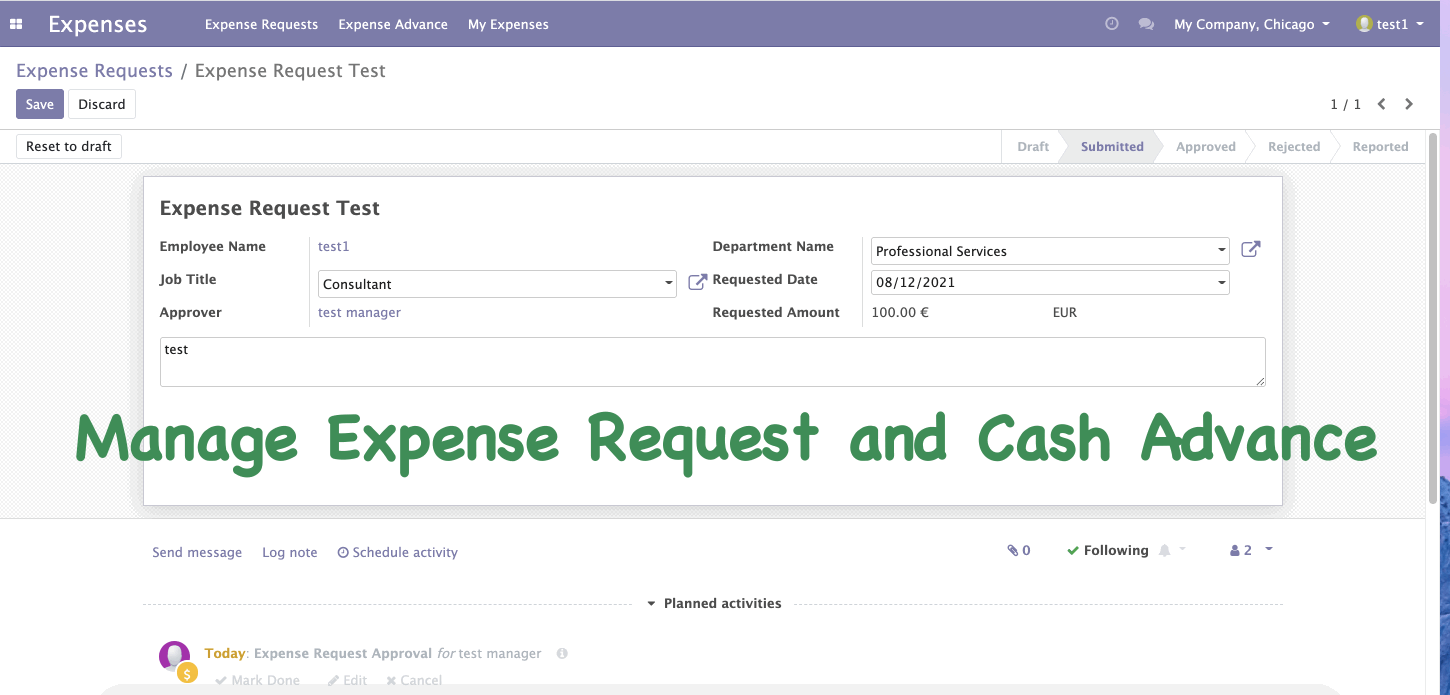 Expenses Expense Requests Expense Advance My Expenses My Company, Chicago test1
Expense Requests / Expense Request Test
Save Discard 1 / 1
Reset to draft Draft Submitted Approved Rejected Reported
Expense Request Test
Employee Name test1 Department Name Professional Services
Job Title Consultant Requested Date 08/12/2021
Approver test manager Requested Amount 100.00 € EUR
test
Manage Expense Request and Cash Advance
Send message Log note Schedule activity 0 Following 2
Planned activities
Today: Expense Request Approval for test manager
$
Mark Done Edit Cancel